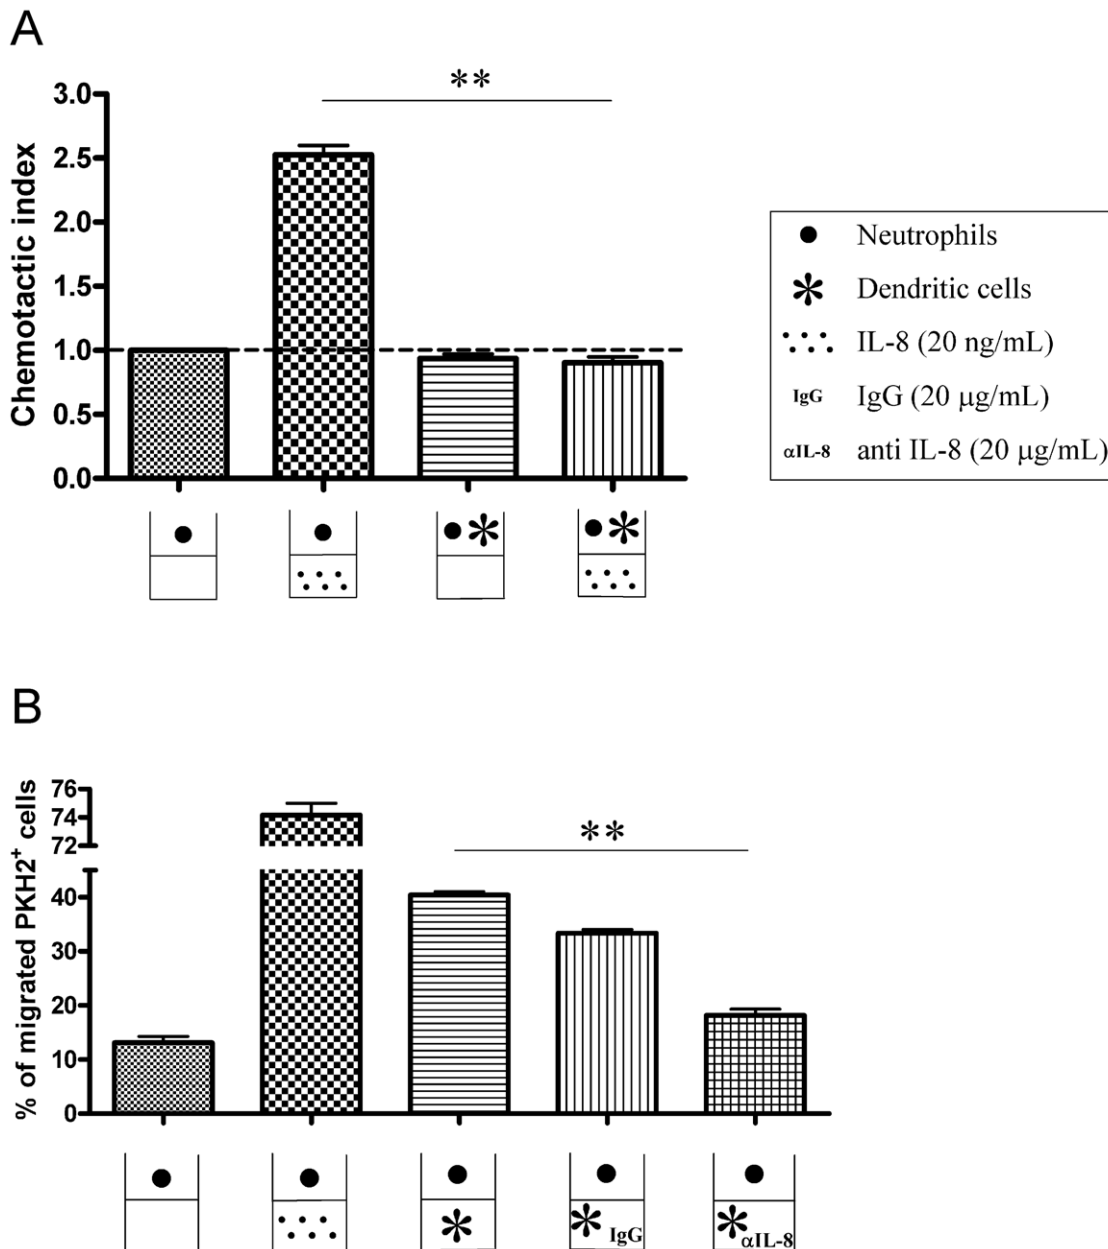 A
**
Chemotactic index
3.0
2.5
2.0
1.5
1.0
0.5
0.0
Neutrophils
Dendritic cells
IL-8 (20 ng/mL)
IgG IgG (20 µg/mL)
αIL-8 anti IL-8 (20 µg/mL)
B
**
% of migrated PKH2⁺ cells
76
74
72
40
30
20
10
0
IgG
αIL-8